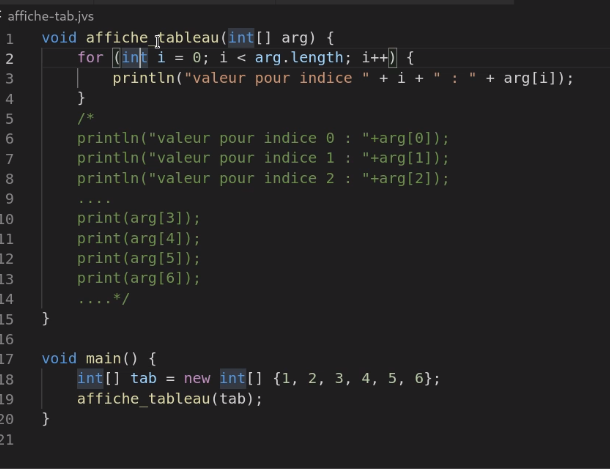 affiche-tab.jvs
1 void affiche_tableau(int[] arg) {
2 for (int i = 0; i < arg.length; i++) {
3 println("valeur pour indice " + i + " : " + arg[i]);
4 }
5 /*
6 println("valeur pour indice 0 : "+arg[0]);
7 println("valeur pour indice 1 : "+arg[1]);
8 println("valeur pour indice 2 : "+arg[2]);
9 ....
10 print(arg[3]);
11 print(arg[4]);
12 print(arg[5]);
13 print(arg[6]);
14 ....*/
15 }
16
17 void main() {
18 int[] tab = new int[] {1, 2, 3, 4, 5, 6};
19 affiche_tableau(tab);
20 }
21